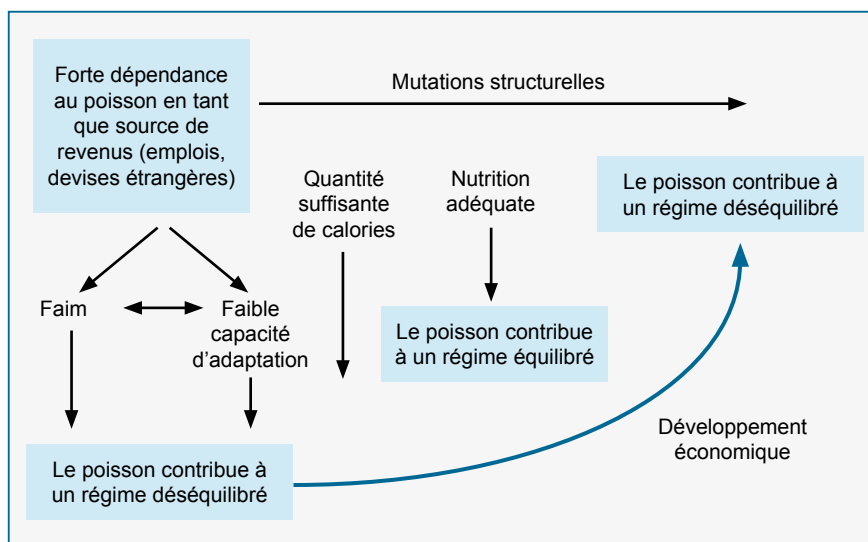 Forte dépendance
au poisson en tant
que source de
revenus (emplois,
devises étrangères)
Mutations structurelles
Quantité
suffisante
de calories
Nutrition
adéquate
Le poisson contribue à
un régime déséquilibré
Faim
Faible
capacité
d’adaptation
Le poisson contribue
à un régime équilibré
Développement
économique
Le poisson contribue à
un régime déséquilibré